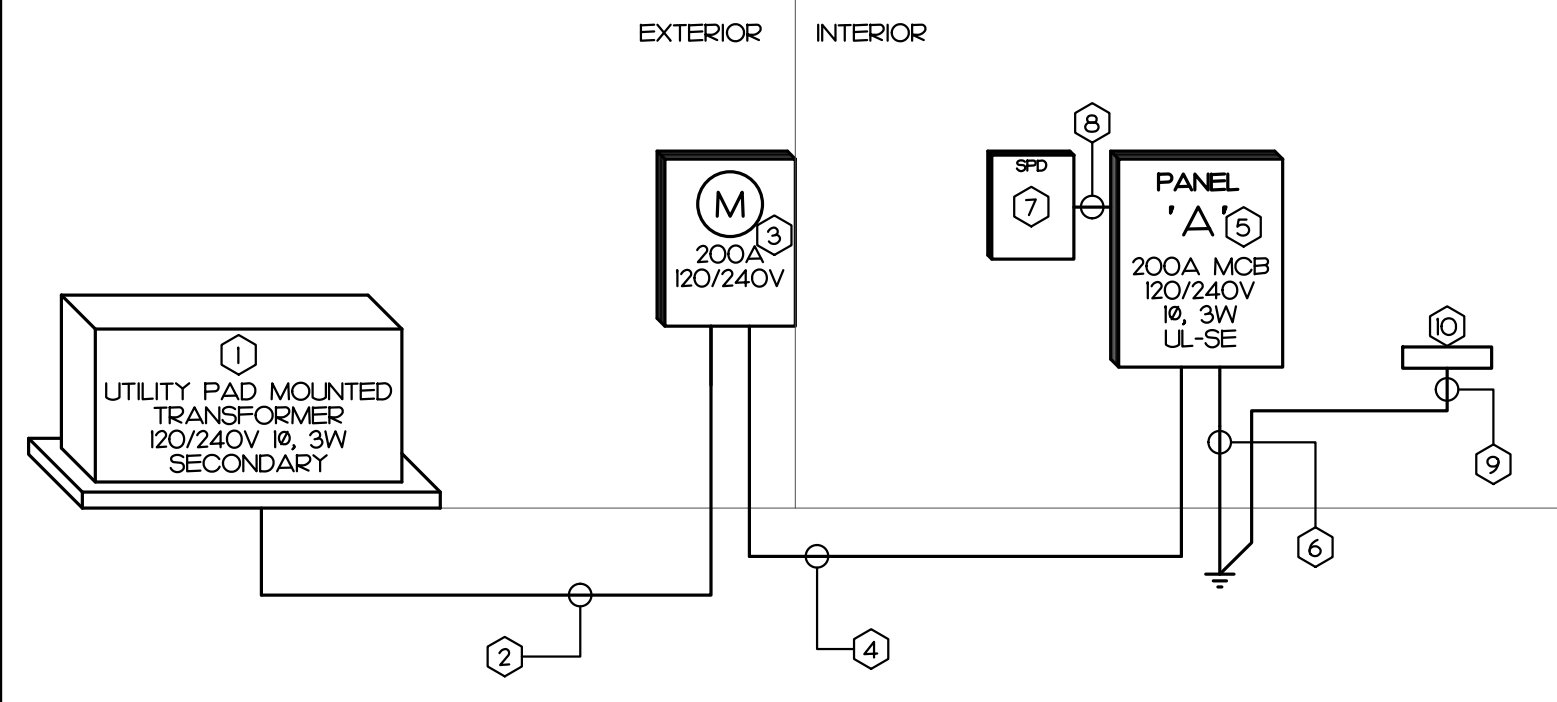 EXTERIOR
INTERIOR
8
SPD
7
PANEL
'A'
5
200A MCB
120/240V
1Ø, 3W
UL-SE
M
3
200A
120/240V
10
9
1
UTILITY PAD MOUNTED
TRANSFORMER
120/240V 1Ø, 3W
SECONDARY
6
2
4